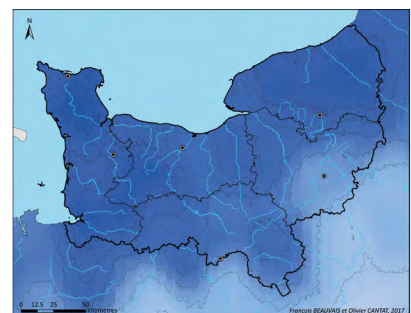 N
0 12.5 25 50
Kilomètres
François BEAUVAIS et Olivier CANTAT, 2017